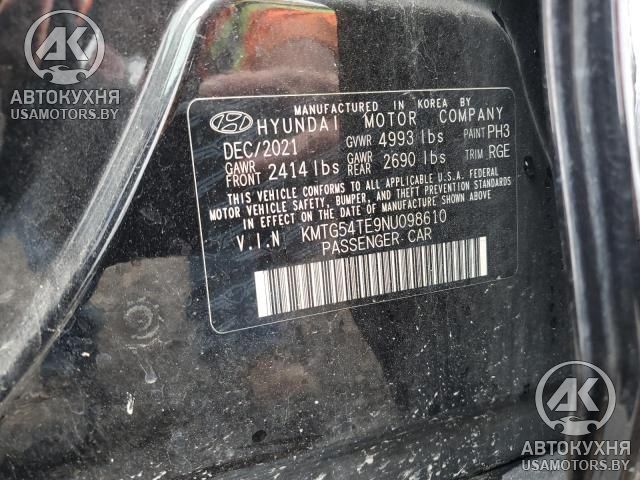 AK
АВТОКУХНЯ
USAMOTORS.BY
MANUFACTURED IN KOREA BY
HYUNDAI MOTOR COMPANY
DEC/2021 GVWR 4993 lbs PAINT PH3
GAWR FRONT 2414 lbs GAWR REAR 2690 lbs TRIM RGE
THIS VEHICLE CONFORMS TO ALL APPLICABLE U.S.A. FEDERAL
MOTOR VEHICLE SAFETY, BUMPER, AND THEFT PREVENTION STANDARDS
IN EFFECT ON THE DATE OF MANUFACTURE SHOWN ABOVE.
V.I.N KMTG54TE9NU098610
PASSENGER CAR
AK
АВТОКУХНЯ
USAMOTORS.BY